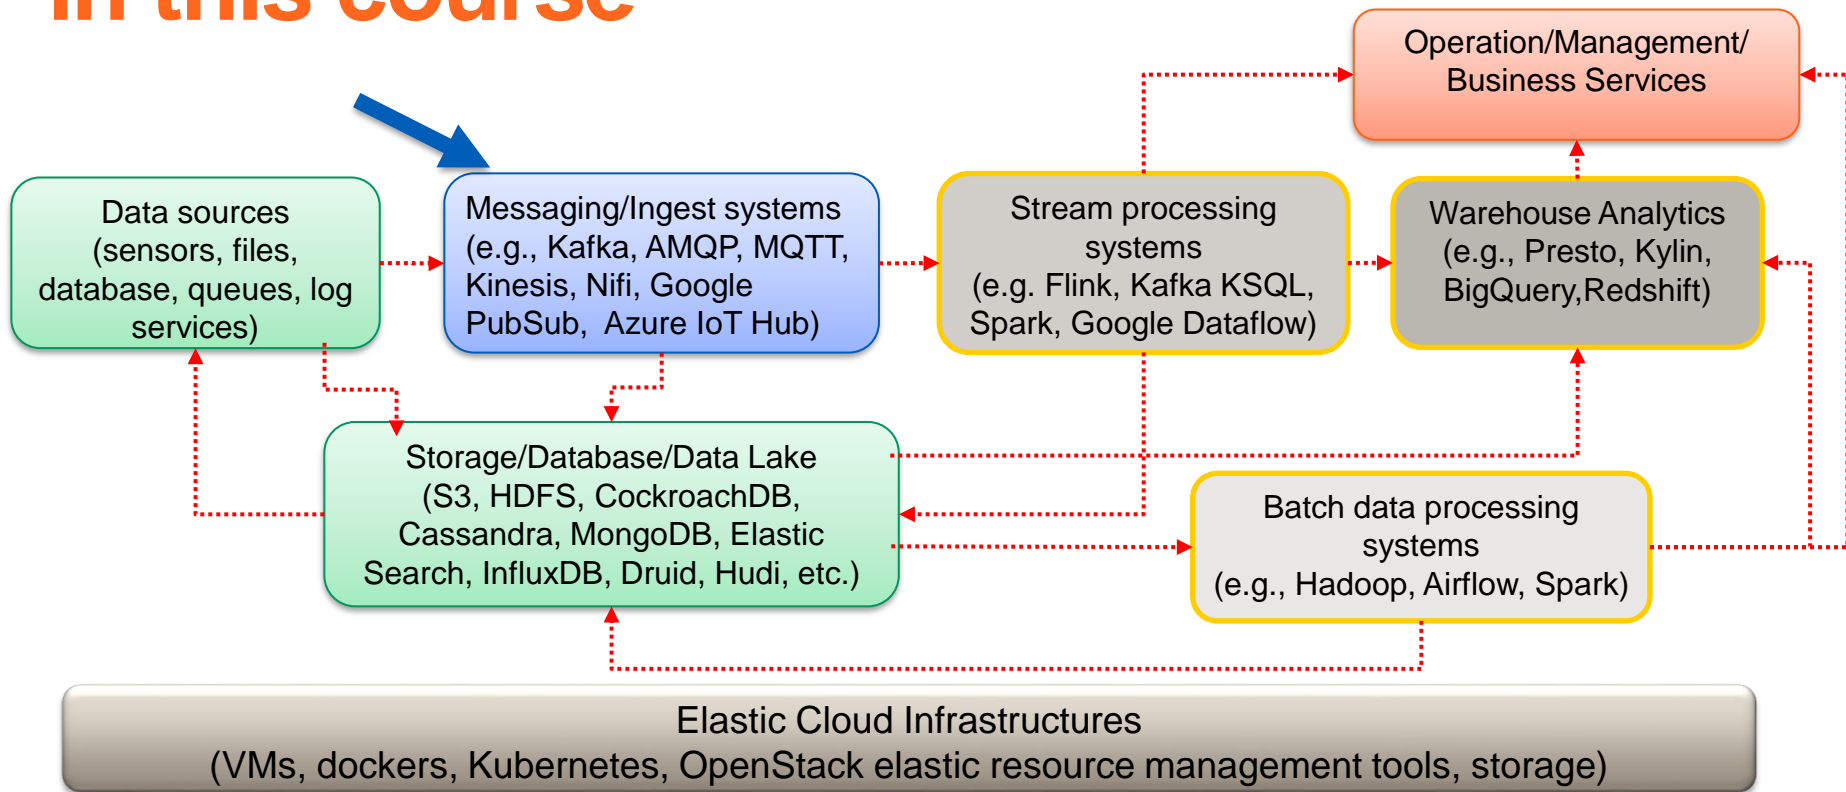 in this course
Operation/Management/
Business Services
Data sources
(sensors, files,
database, queues, log
services)
Messaging/Ingest systems
(e.g., Kafka, AMQP, MQTT,
Kinesis, Nifi, Google
PubSub, Azure IoT Hub)
Stream processing
systems
(e.g. Flink, Kafka KSQL,
Spark, Google Dataflow)
Warehouse Analytics
(e.g., Presto, Kylin,
BigQuery,Redshift)
Storage/Database/Data Lake
(S3, HDFS, CockroachDB,
Cassandra, MongoDB, Elastic
Search, InfluxDB, Druid, Hudi, etc.)
Batch data processing
systems
(e.g., Hadoop, Airflow, Spark)
Elastic Cloud Infrastructures
(VMs, dockers, Kubernetes, OpenStack elastic resource management tools, storage)